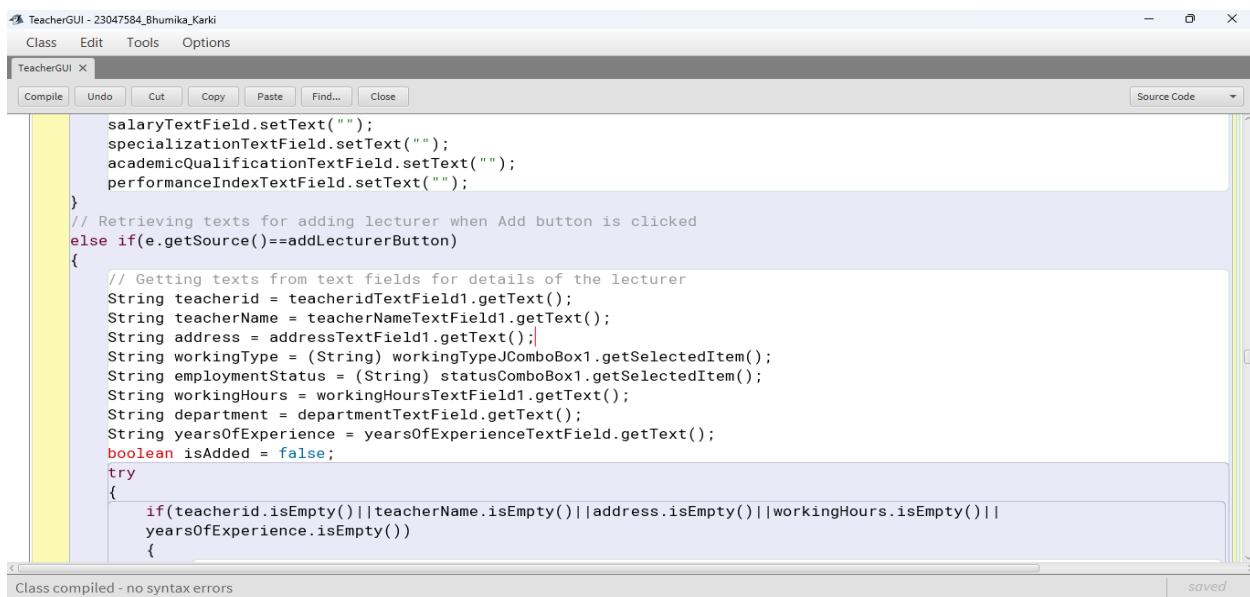 TeacherGUI - 23047584_Bhumika_Karki
Class Edit Tools Options
TeacherGUI ×
Compile Undo Cut Copy Paste Find... Close Source Code
salaryTextField.setText("");
specializationTextField.setText("");
academicQualificationTextField.setText("");
performanceIndexTextField.setText("");
}
// Retrieving texts for adding lecturer when Add button is clicked
else if(e.getSource()==addLecturerButton)
{
// Getting texts from text fields for details of the lecturer
String teacherid = teacheridTextField1.getText();
String teacherName = teacherNameTextField1.getText();
String address = addressTextField1.getText();
String workingType = (String) workingTypeJComboBox1.getSelectedItem();
String employmentStatus = (String) statusComboBox1.getSelectedItem();
String workingHours = workingHoursTextField1.getText();
String department = departmentTextField.getText();
String yearsOfExperience = yearsOfExperienceTextField.getText();
boolean isAdded = false;
try
{
if(teacherid.isEmpty()||teacherName.isEmpty()||address.isEmpty()||workingHours.isEmpty()||
yearsOfExperience.isEmpty())
{
Class compiled - no syntax errors saved